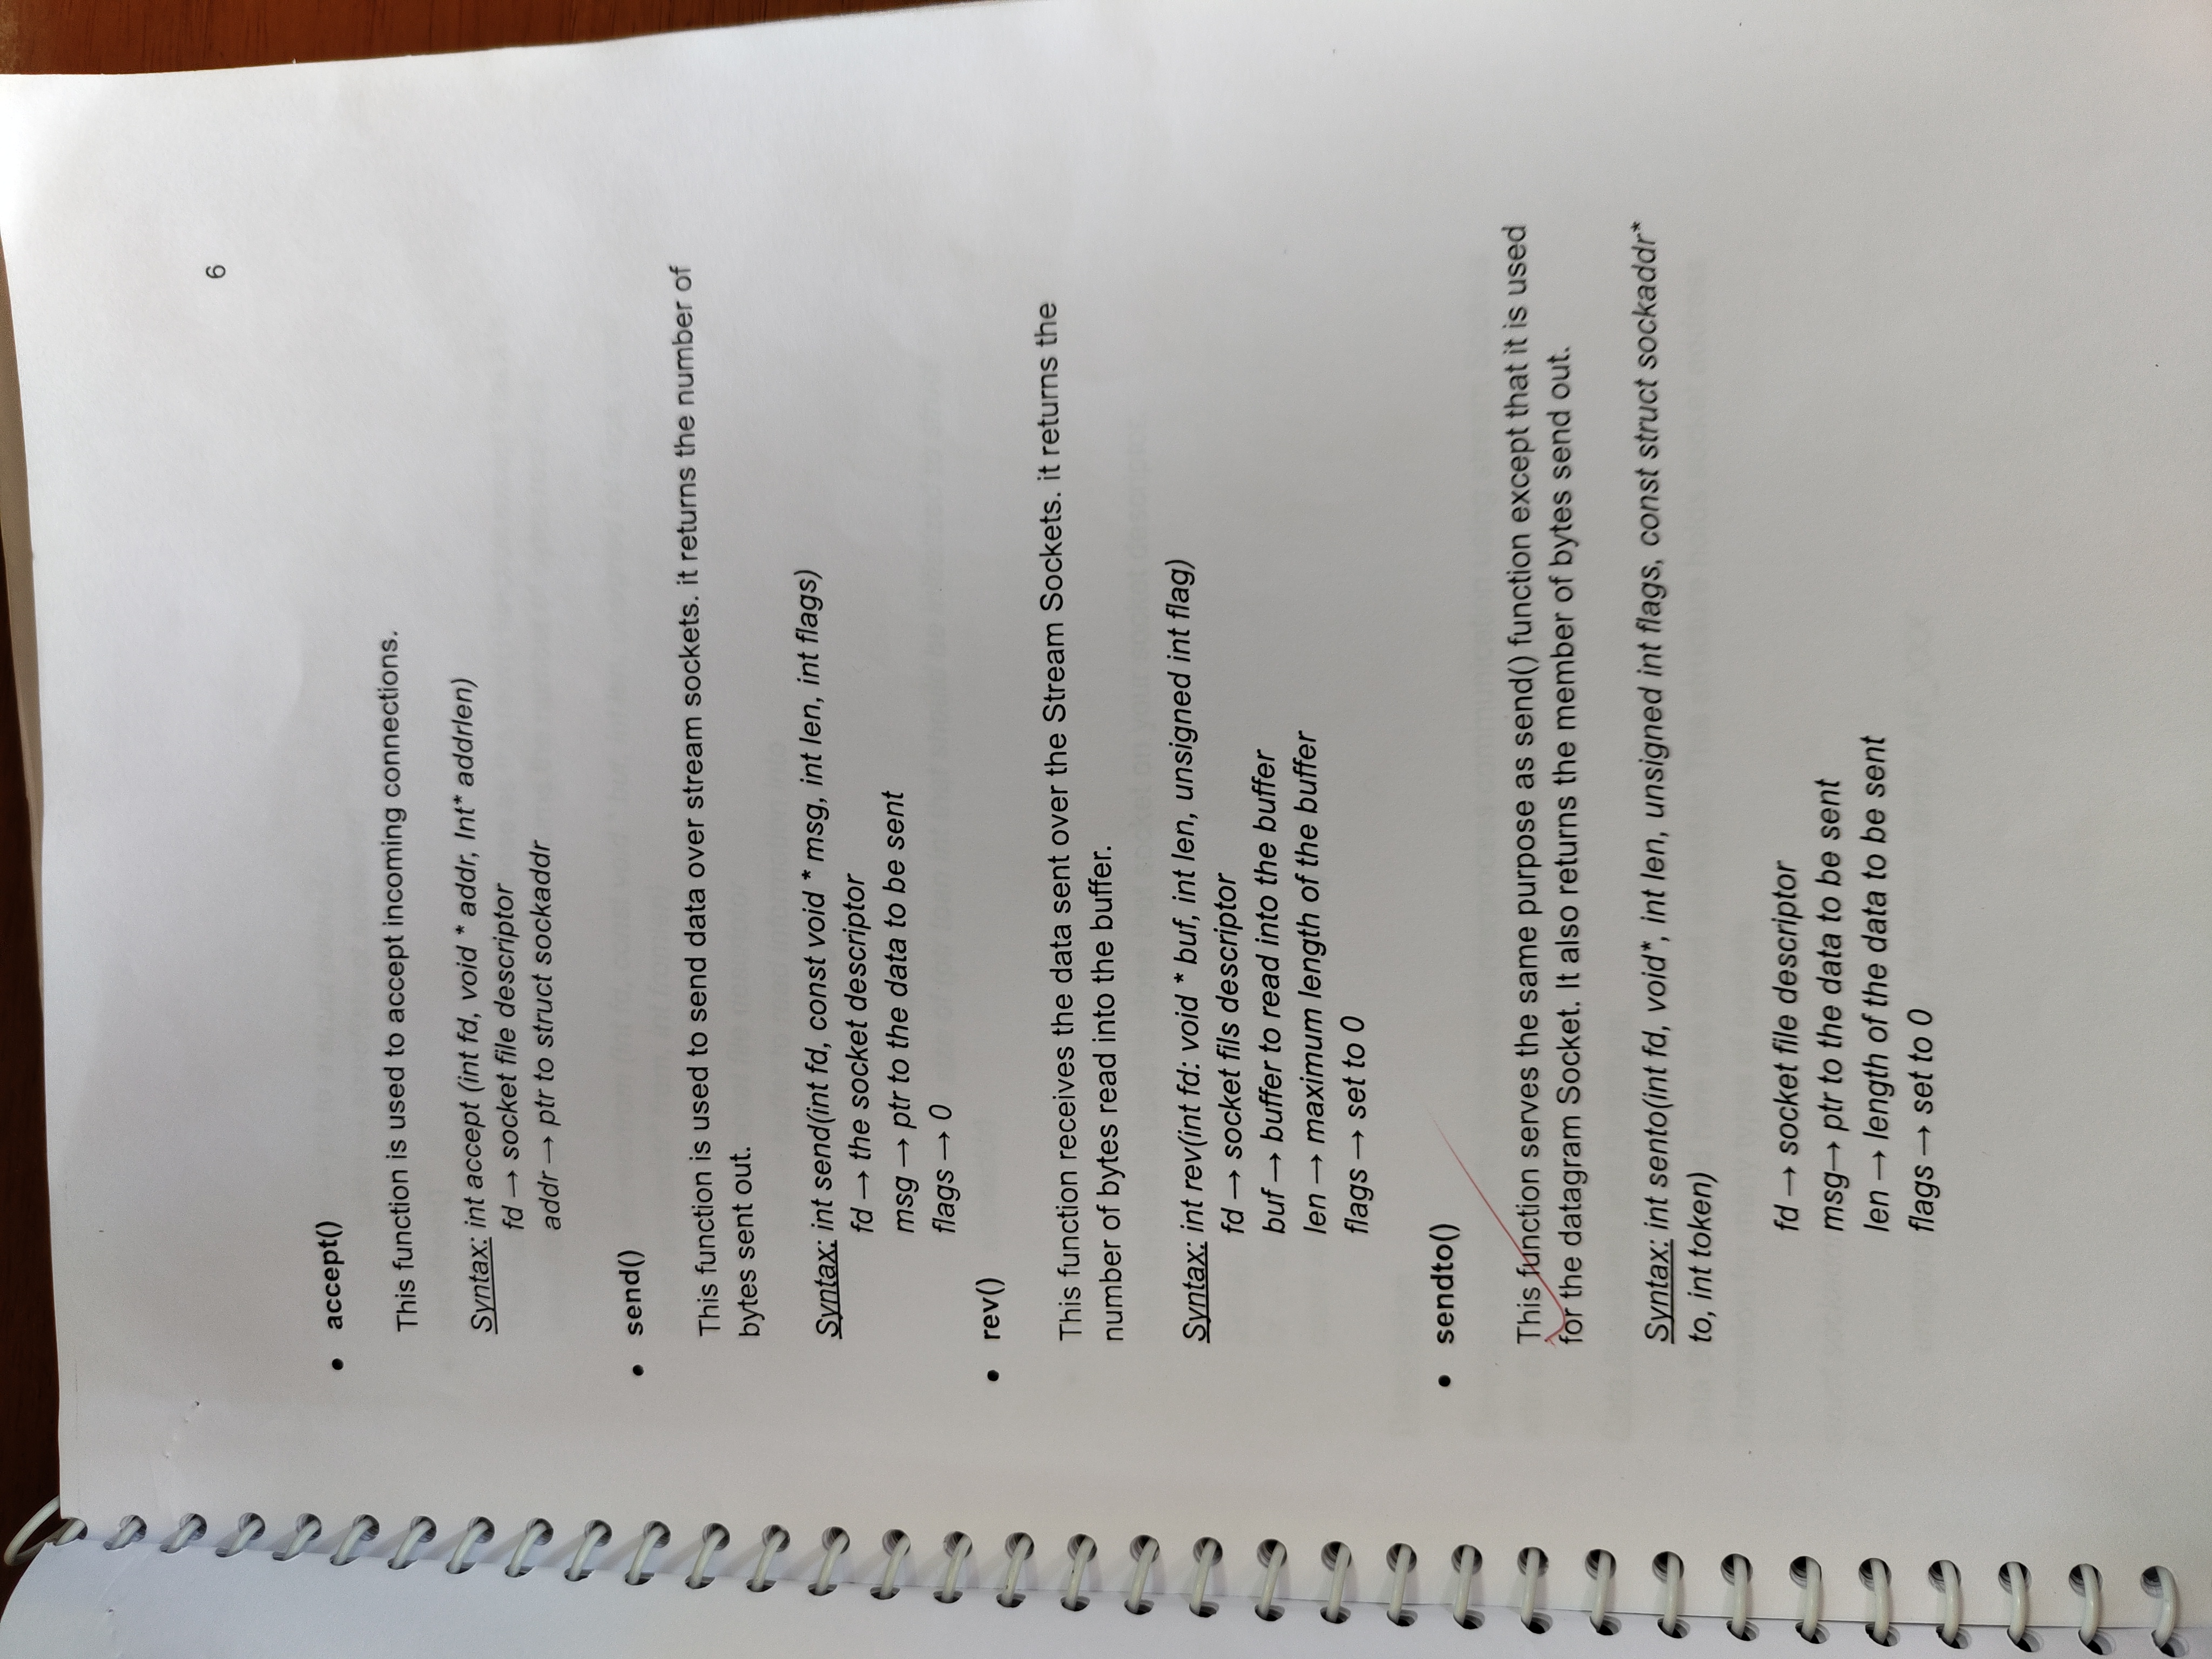 6
• accept()
This function is used to accept incoming connections.
Syntax: int accept (int fd, void * addr, Int* addrlen)
fd → socket file descriptor
addr → ptr to struct sockaddr
• send()
This function is used to send data over stream sockets. it returns the number of
bytes sent out.
Syntax: int send(int fd, const void * msg, int len, int flags)
fd → the socket descriptor
msg → ptr to the data to be sent
flags → 0
• rev()
This function receives the data sent over the Stream Sockets. it returns the
number of bytes read into the buffer.
Syntax: int rev(int fd: void * buf, int len, unsigned int flag)
fd → socket fils descriptor
buf → buffer to read into the buffer
len → maximum length of the buffer
flags → set to 0
• sendto()
This function serves the same purpose as send() function except that it is used
for the datagram Socket. It also returns the member of bytes send out.
Syntax: int sento(int fd, void*, int len, unsigned int flags, const struct sockaddr*
to, int token)
fd → socket file descriptor
msg→ ptr to the data to be sent
len → length of the data to be sent
flags → set to 0